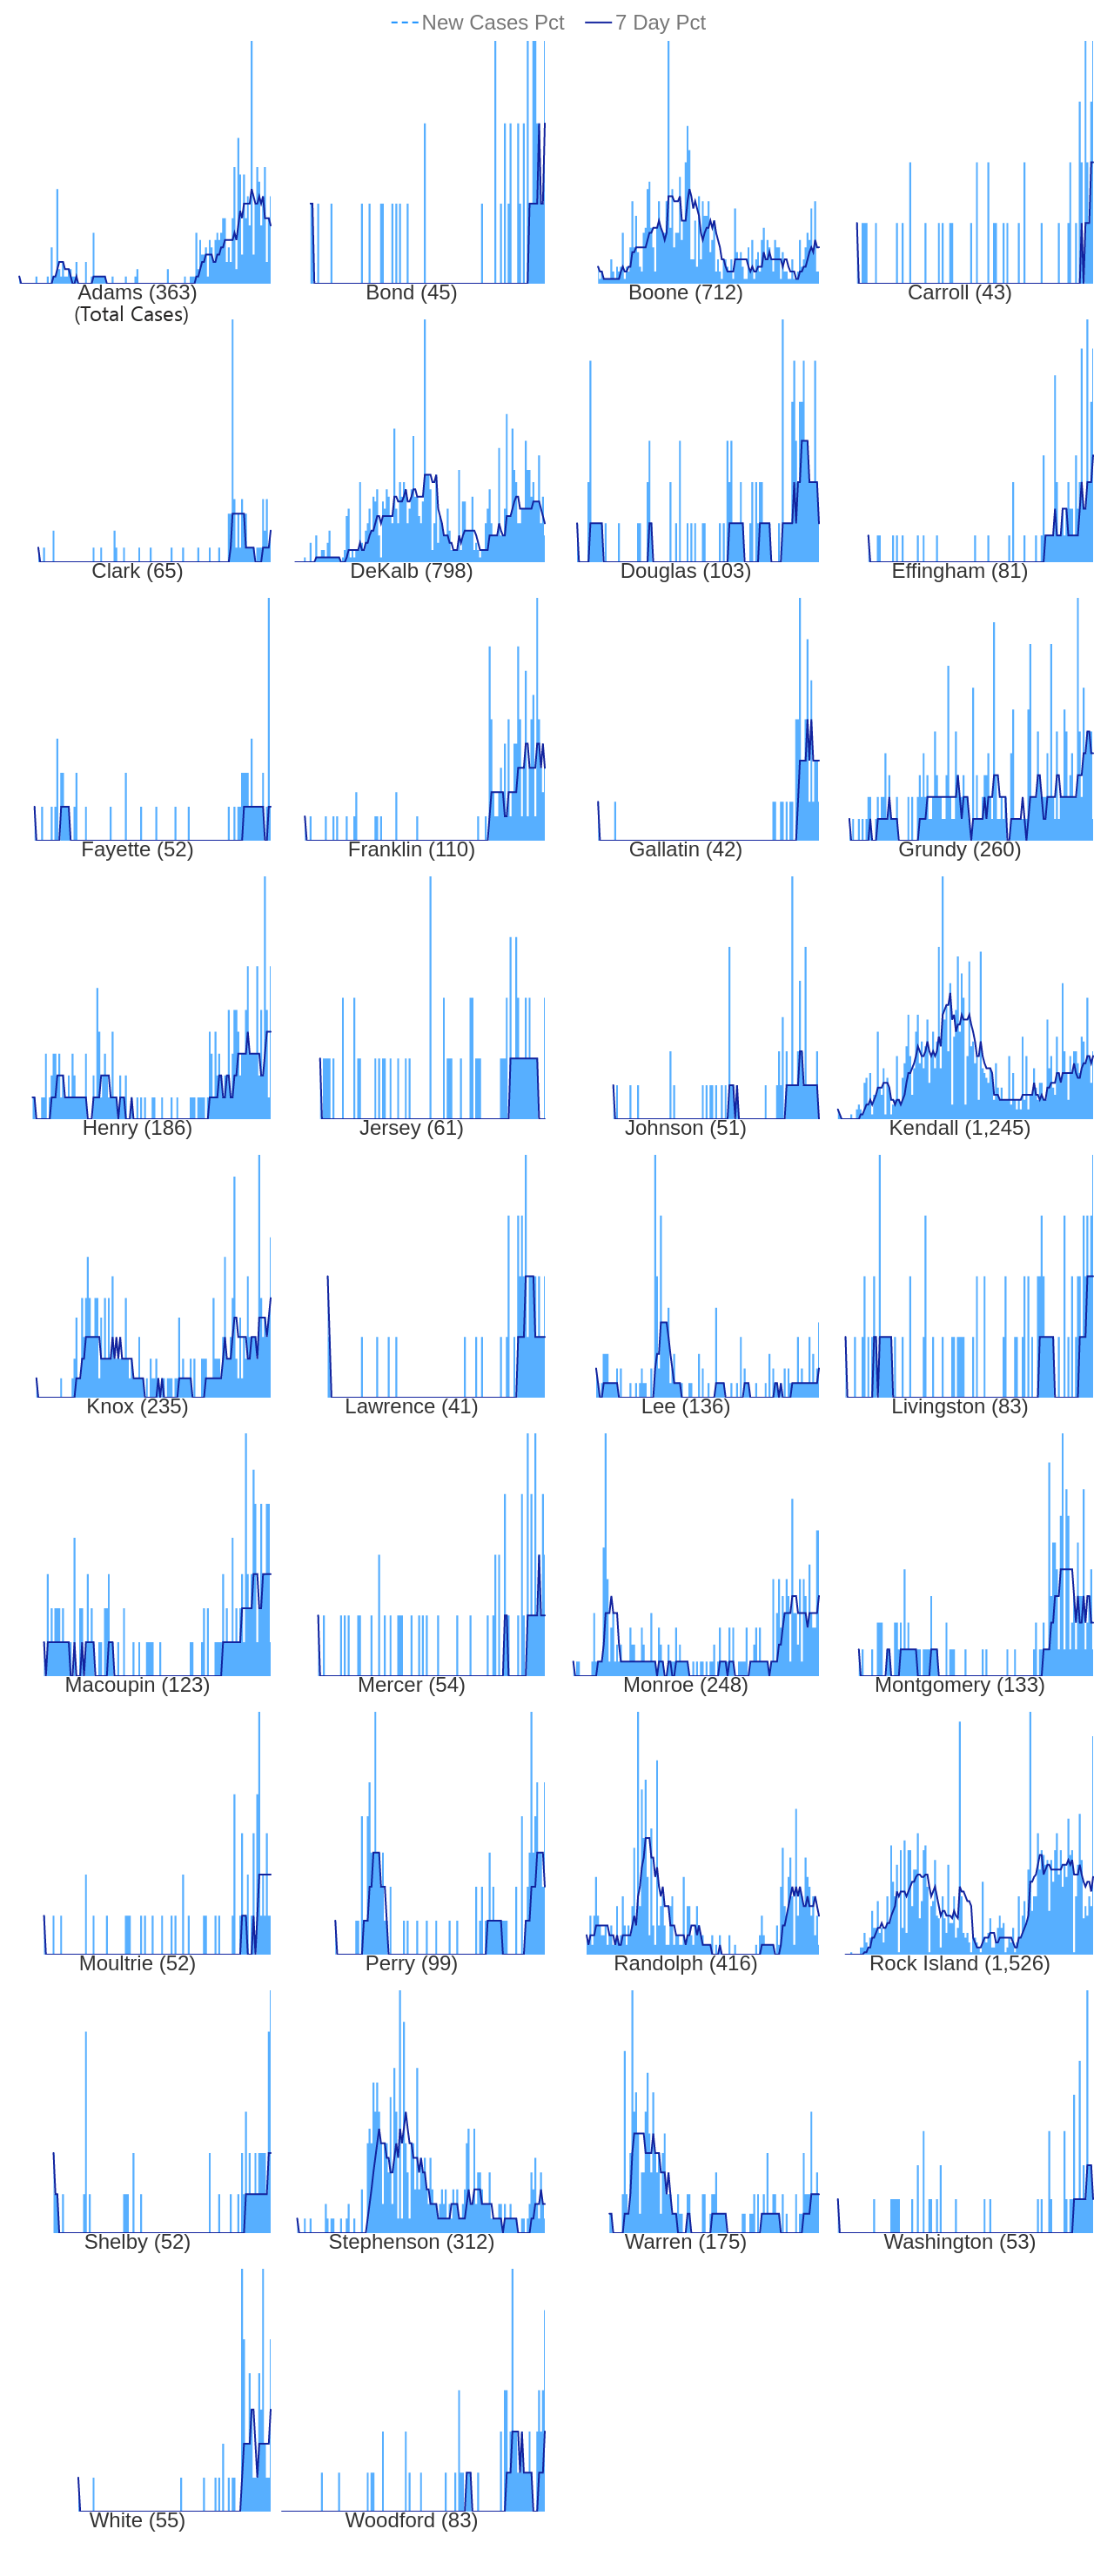 New Cases Pct 7 Day Pct
Adams (363) Bond (45) Boone (712) Carroll (43)
(Total Cases)
Clark (65) DeKalb (798) Douglas (103) Effingham (81)
Fayette (52) Franklin (110) Gallatin (42) Grundy (260)
Henry (186) Jersey (61) Johnson (51) Kendall (1,245)
Knox (235) Lawrence (41) Lee (136) Livingston (83)
Macoupin (123) Mercer (54) Monroe (248) Montgomery (133)
Moultrie (52) Perry (99) Randolph (416) Rock Island (1,526)
Shelby (52) Stephenson (312) Warren (175) Washington (53)
White (55) Woodford (83)